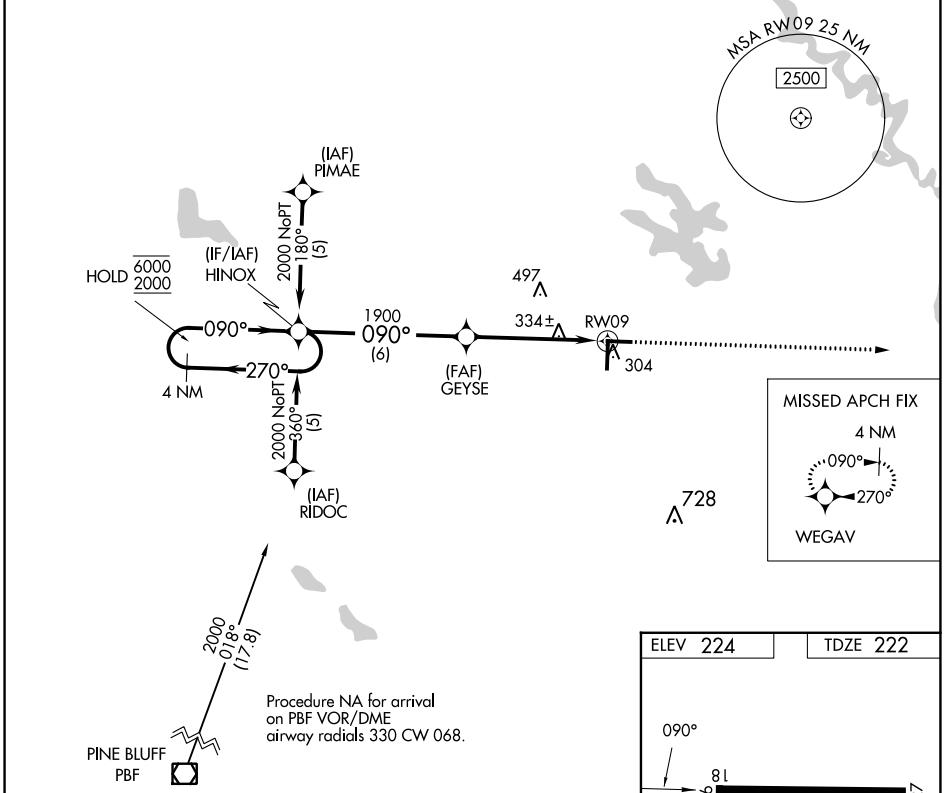 MSA RW09 25 NM
2500
(IAF)
PIMAE
2000 NoPT
180°
(5)
(IF/IAF)
HINOX
HOLD 6000
2000
497
1900
090°
090°
(6)
334±
RW09
304
(FAF)
GEYSE
270°
4 NM
2000 NoPT
360°
(5)
MISSED APCH FIX
4 NM
090°
270°
WEGAV
(IAF)
RIDOC
728
2000
018°
(17.8)
ELEV 224
TDZE 222
Procedure NA for arrival
on PBF VOR/DME
airway radials 330 CW 068.
090°
PINE BLUFF
PBF
18